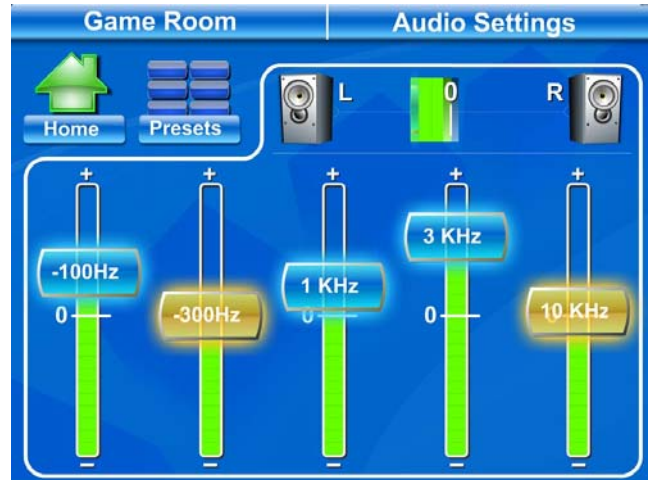 Game Room
Audio Settings
Home
Presets
L
0
R
+ + + + +
-100Hz
-300Hz
1 KHz
3 KHz
10 KHz
0 0 0
- - - - -